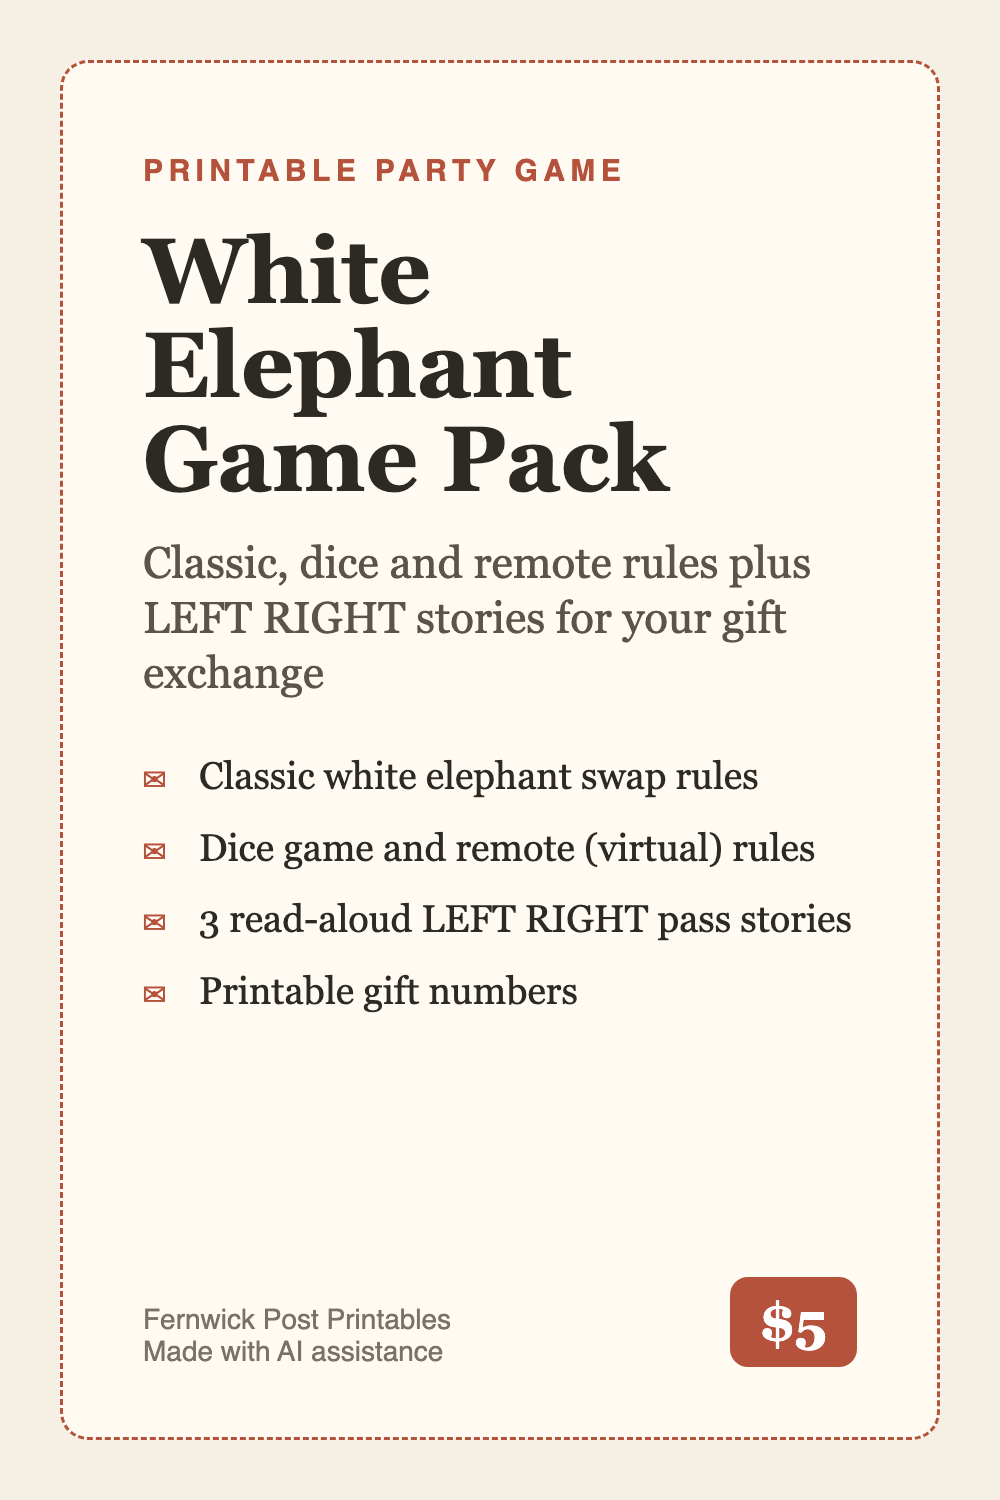 PRINTABLE PARTY GAME
White
Elephant
Game Pack
Classic, dice and remote rules plus
LEFT RIGHT stories for your gift
exchange
Classic white elephant swap rules
Dice game and remote (virtual) rules
3 read-aloud LEFT RIGHT pass stories
Printable gift numbers
Fernwick Post Printables
Made with AI assistance
$5